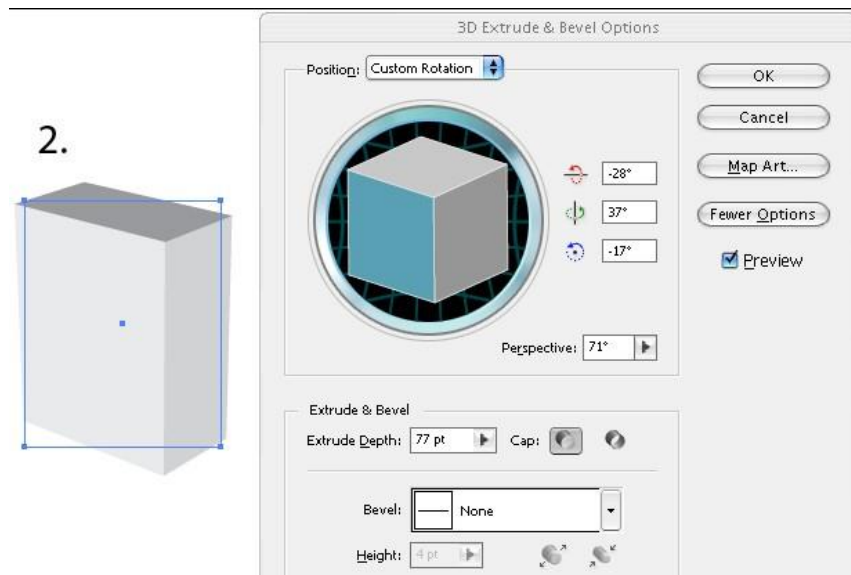 3D Extrude & Bevel Options
2.
Position: Custom Rotation
OK
Cancel
Map Art...
Fewer Options
Preview
-28°
37°
-17°
Perspective: 71°
Extrude & Bevel
Extrude Depth: 77 pt Cap:
Bevel: None
Height: 4 pt